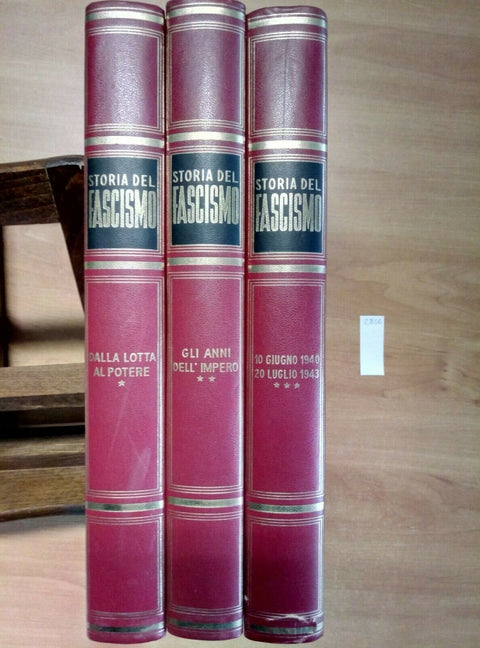 STORIA DEL
FASCISMO
DALLA LOTTA
AL POTERE
*
STORIA DEL
FASCISMO
GLI ANNI
DELL'IMPERO
**
STORIA DEL
FASCISMO
10 GIUGNO 1940
20 LUGLIO 1943
***